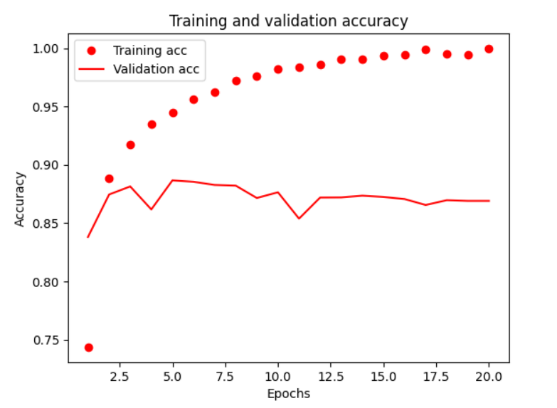 Training and validation accuracy
Training acc
Validation acc
1.00
0.95
0.90
0.85
0.80
0.75
Accuracy
2.5 5.0 7.5 10.0 12.5 15.0 17.5 20.0
Epochs